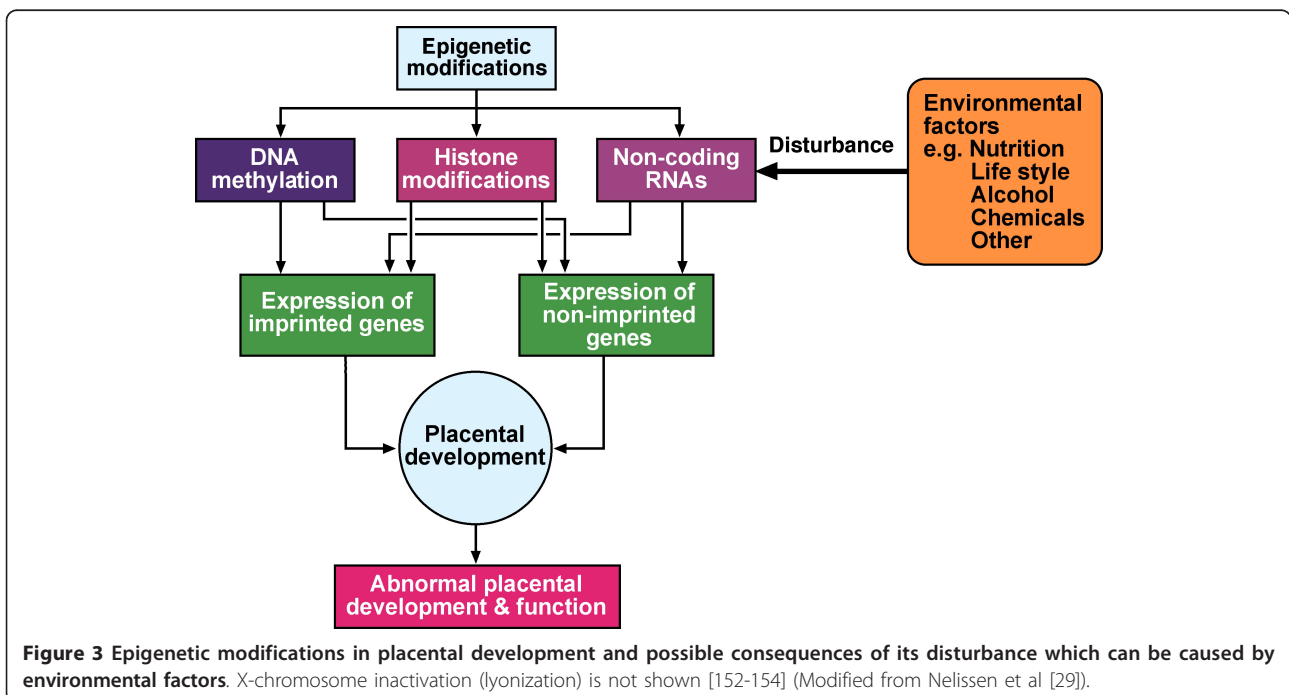 Epigenetic
modifications
DNA
methylation
Histone
modifications
Non-coding
RNAs
Disturbance
Environmental
factors
e.g. Nutrition
Life style
Alcohol
Chemicals
Other
Expression of
imprinted genes
Expression of
non-imprinted
genes
Placental
development
Abnormal placental
development & function
Figure 3 Epigenetic modifications in placental development and possible consequences of its disturbance which can be caused by
environmental factors. X-chromosome inactivation (lyonization) is not shown [152-154] (Modified from Nelissen et al [29]).